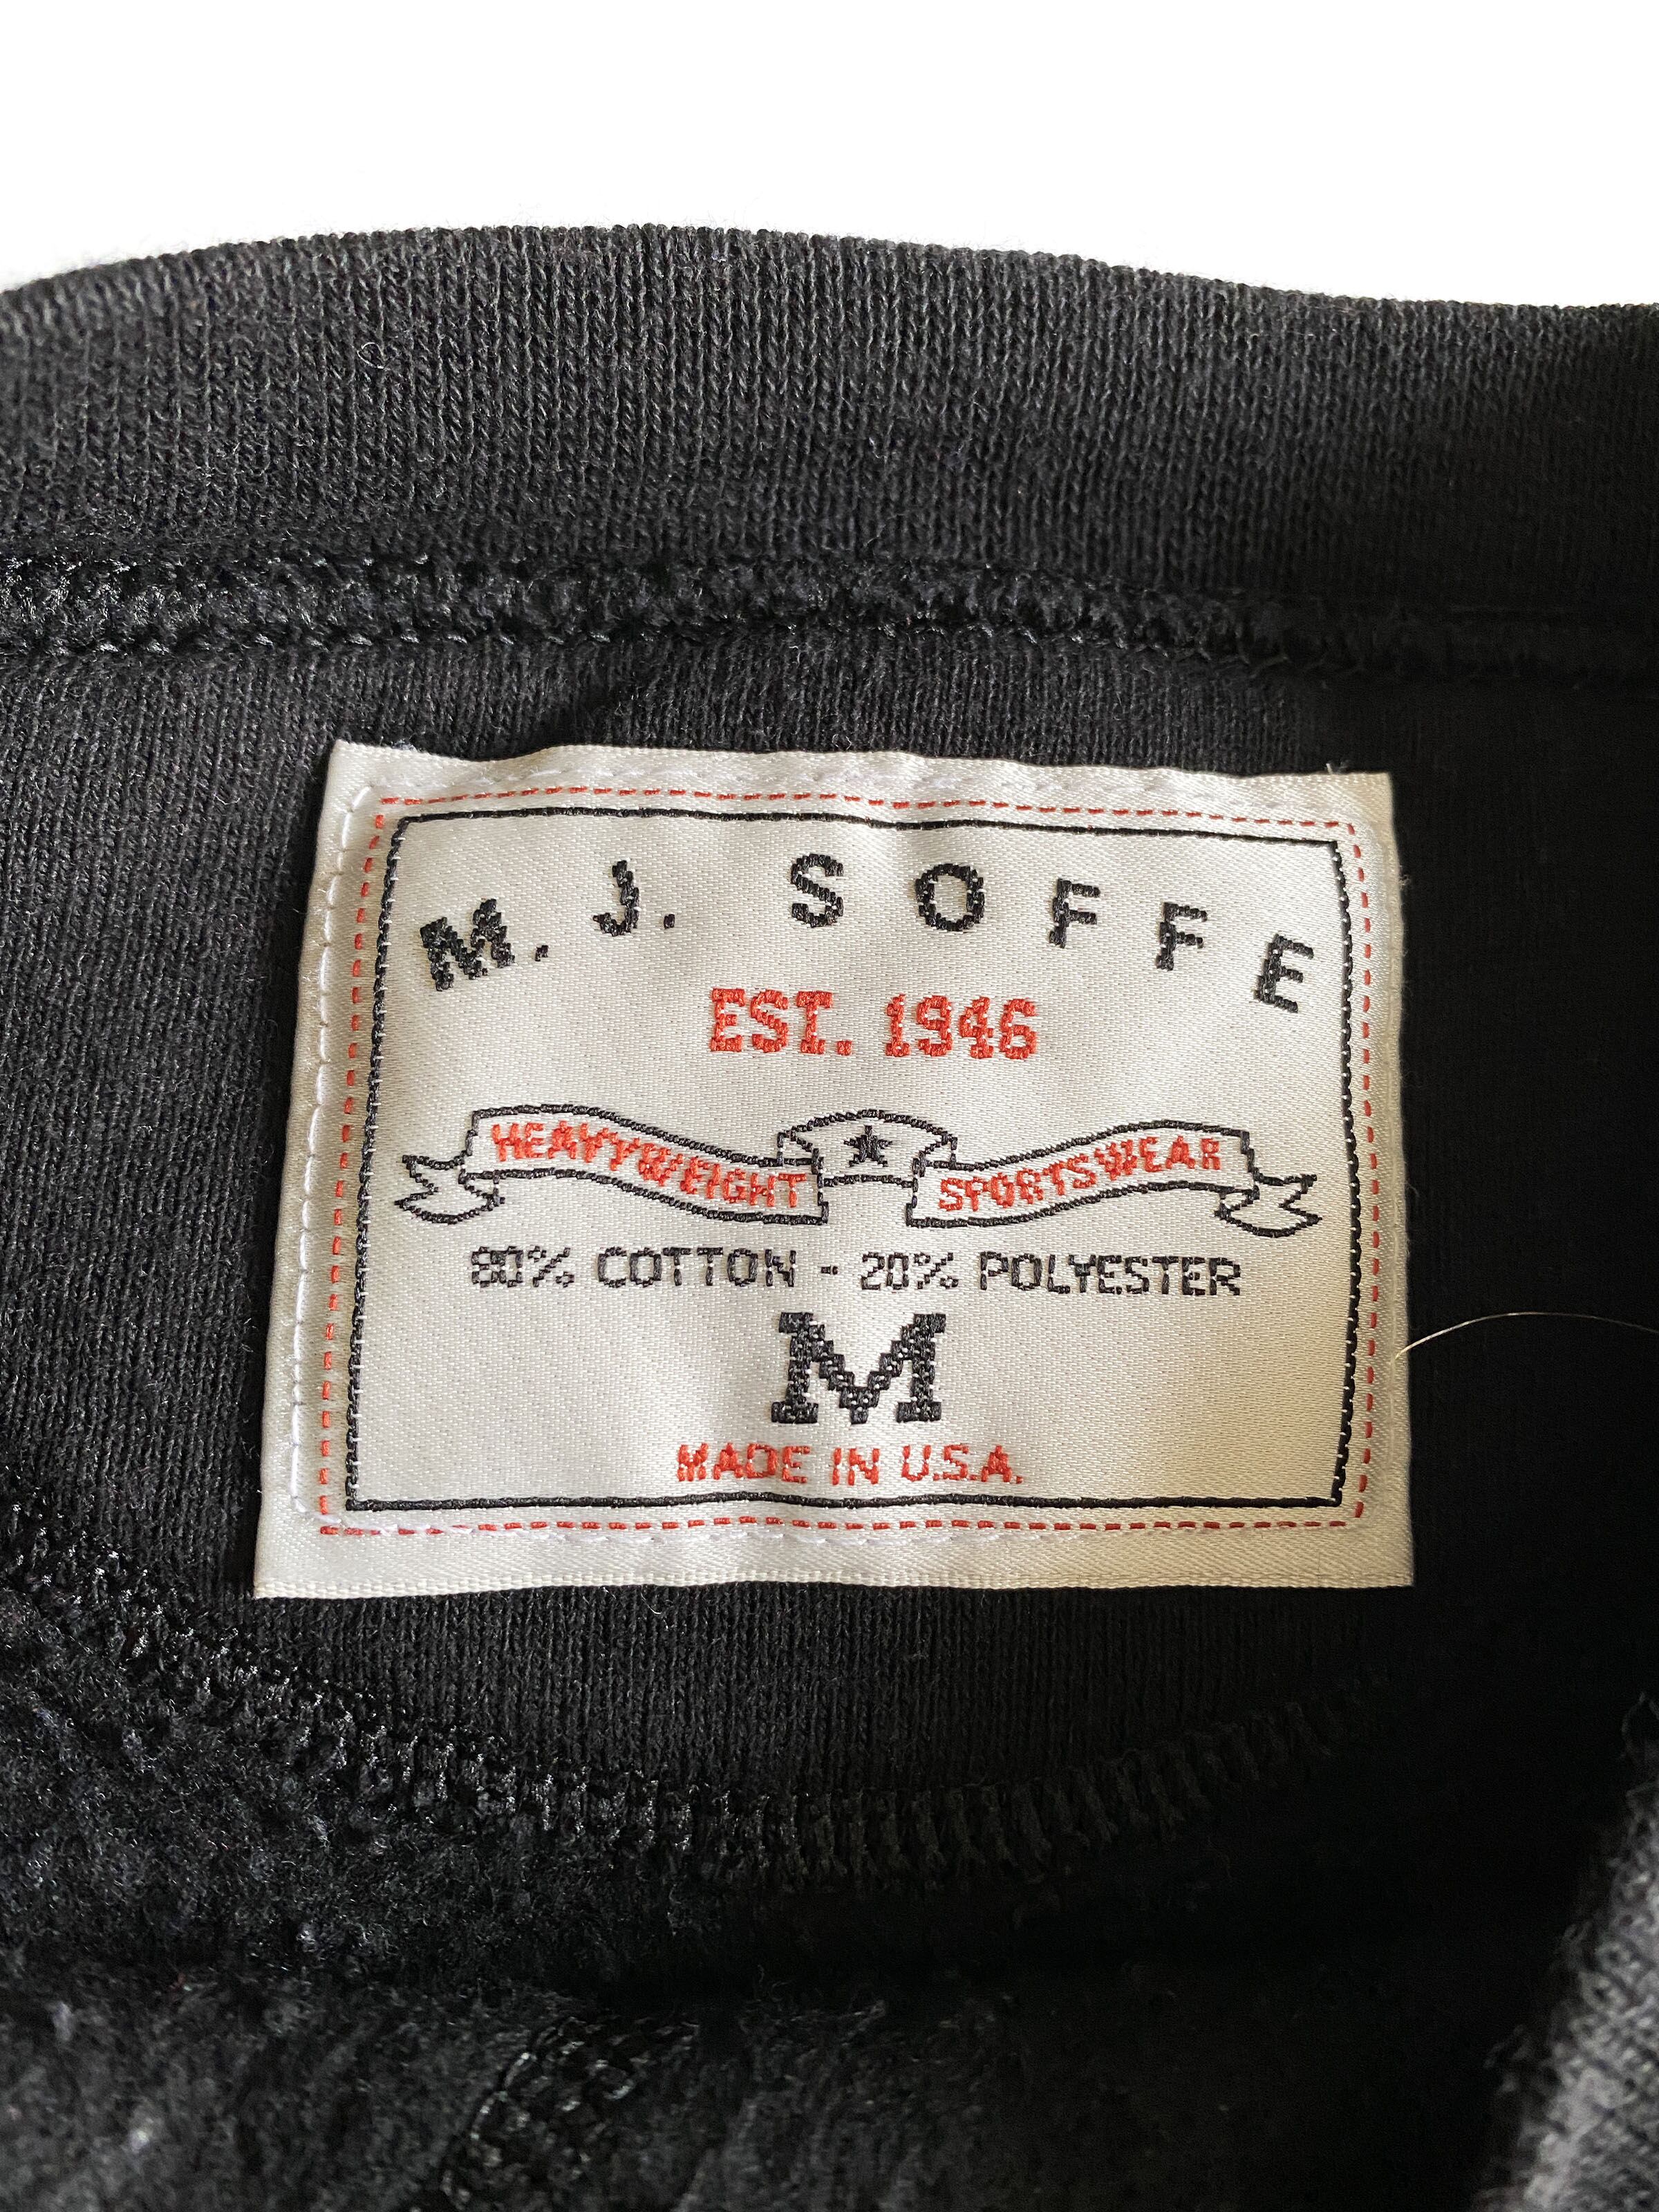 M. J. SOFFE
EST. 1946
HEAVYWEIGHT SPORTSWEAR
80% COTTON - 20% POLYESTER
M
MADE IN U.S.A.